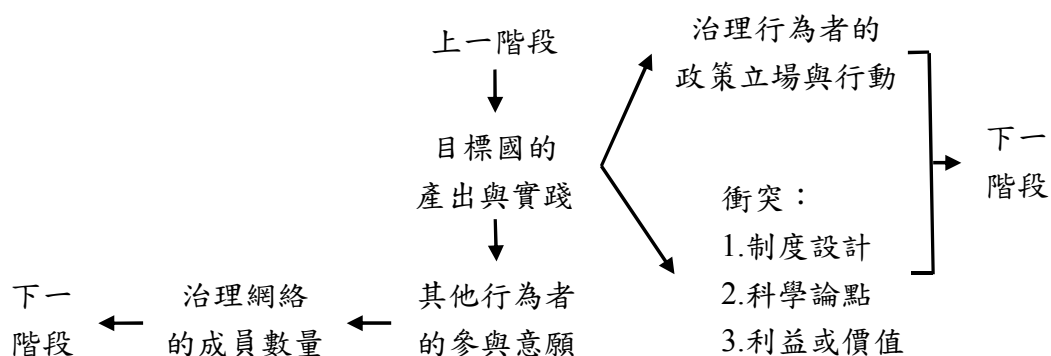 上一階段
治理行為者的
政策立場與行動
目標國的
產出與實踐
下一
階段
衝突：
1.制度設計
2.科學論點
3.利益或價值
其他行為者
的參與意願
治理網絡
的成員數量
下一
階段